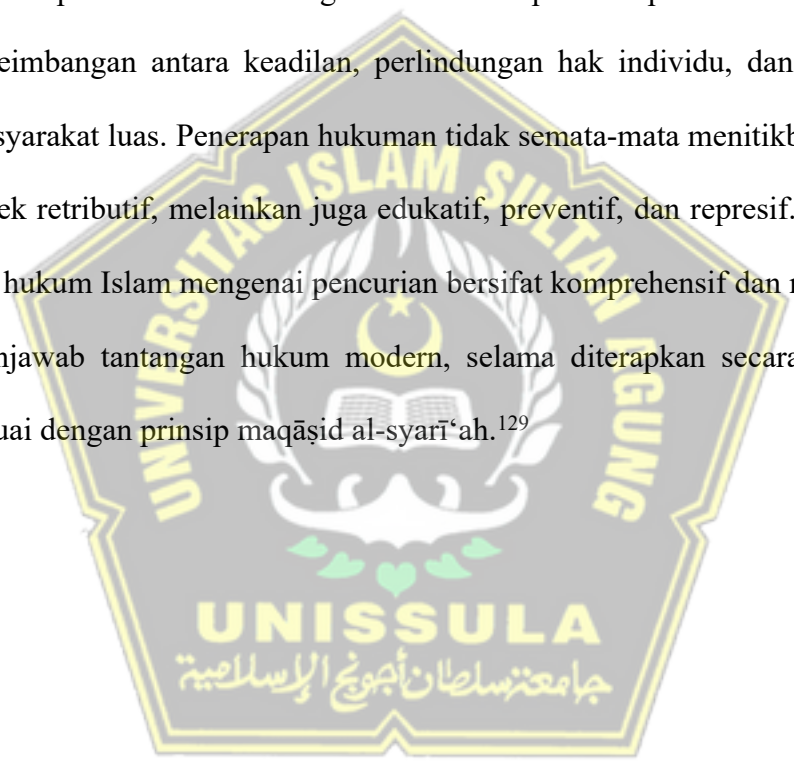 eimbangan antara keadilan, perlindungan hak individu, dan
syarakat luas. Penerapan hukuman tidak semata-mata menitikb
ek retributif, melainkan juga edukatif, preventif, dan represif.
hukum Islam mengenai pencurian bersifat komprehensif dan
njawab tantangan hukum modern, selama diterapkan secara
uai dengan prinsip maqāṣid al-syarī‘ah.¹²⁹
UNIVERSITAS ISLAM SULTAN AGUNG
UNISSULA
جامعة سلطان أجونج الإسلامية